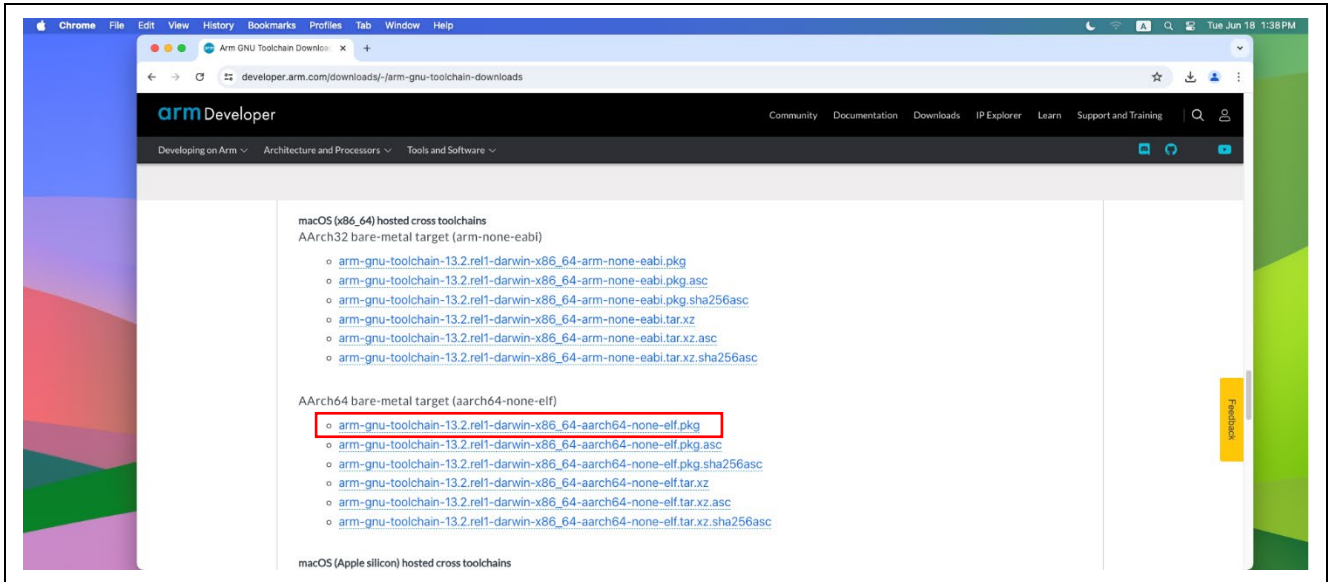 Chrome File Edit View History Bookmarks Profiles Tab Window Help A Tue Jun 18 1:38 PM
Arm GNU Toolchain Downloa
developer.arm.com/downloads/-/arm-gnu-toolchain-downloads
arm Developer Community Documentation Downloads IP Explorer Learn Support and Training
Developing on Arm Architecture and Processors Tools and Software
macOS (x86_64) hosted cross toolchains
AArch32 bare-metal target (arm-none-eabi)
arm-gnu-toolchain-13.2.rel1-darwin-x86_64-arm-none-eabi.pkg
arm-gnu-toolchain-13.2.rel1-darwin-x86_64-arm-none-eabi.pkg.asc
arm-gnu-toolchain-13.2.rel1-darwin-x86_64-arm-none-eabi.pkg.sha256asc
arm-gnu-toolchain-13.2.rel1-darwin-x86_64-arm-none-eabi.tar.xz
arm-gnu-toolchain-13.2.rel1-darwin-x86_64-arm-none-eabi.tar.xz.asc
arm-gnu-toolchain-13.2.rel1-darwin-x86_64-arm-none-eabi.tar.xz.sha256asc
AArch64 bare-metal target (aarch64-none-elf)
arm-gnu-toolchain-13.2.rel1-darwin-x86_64-aarch64-none-elf.pkg
arm-gnu-toolchain-13.2.rel1-darwin-x86_64-aarch64-none-elf.pkg.asc
arm-gnu-toolchain-13.2.rel1-darwin-x86_64-aarch64-none-elf.pkg.sha256asc
arm-gnu-toolchain-13.2.rel1-darwin-x86_64-aarch64-none-elf.tar.xz
arm-gnu-toolchain-13.2.rel1-darwin-x86_64-aarch64-none-elf.tar.xz.asc
arm-gnu-toolchain-13.2.rel1-darwin-x86_64-aarch64-none-elf.tar.xz.sha256asc
macOS (Apple silicon) hosted cross toolchains
Feedback